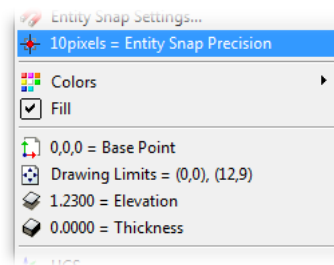 Entity Snap Settings...
10pixels = Entity Snap Precision
Colors
Fill
0,0,0 = Base Point
Drawing Limits = (0,0), (12,9)
1.2300 = Elevation
0.0000 = Thickness
UCS